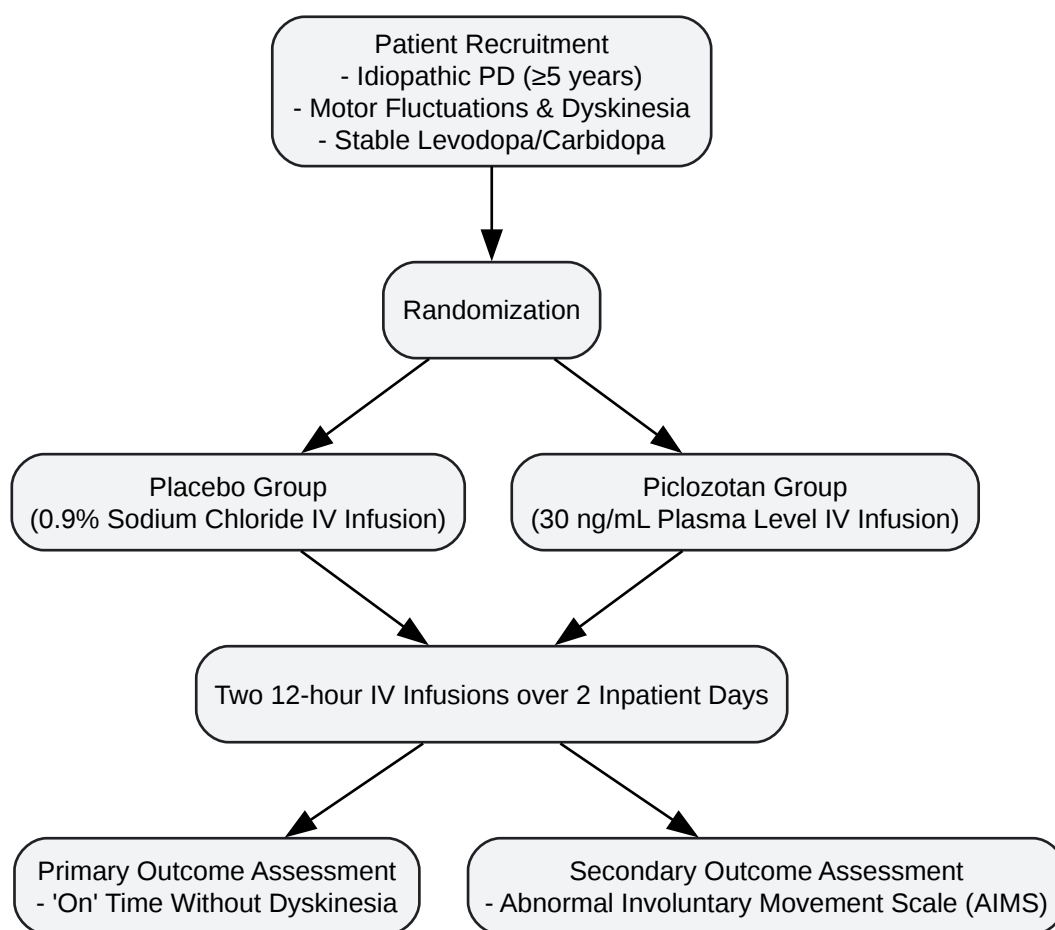 Patient Recruitment
- Idiopathic PD (≥5 years)
- Motor Fluctuations & Dyskinesia
- Stable Levodopa/Carbidopa
Randomization
Placebo Group
(0.9% Sodium Chloride IV Infusion)
Piclozotan Group
(30 ng/mL Plasma Level IV Infusion)
Two 12-hour IV Infusions over 2 Inpatient Days
Primary Outcome Assessment
- 'On' Time Without Dyskinesia
Secondary Outcome Assessment
- Abnormal Involuntary Movement Scale (AIMS)